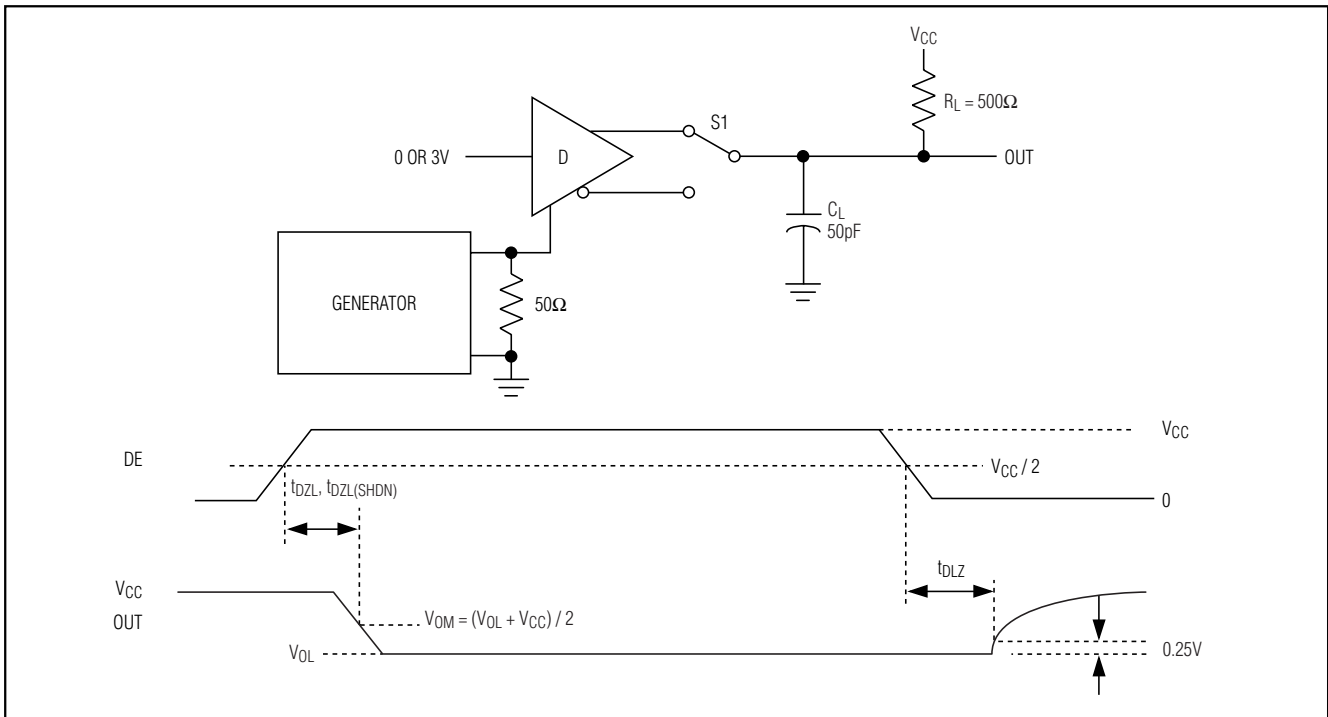 VCC
RL = 500Ω
S1
0 OR 3V
D
OUT
CL
50pF
GENERATOR
50Ω
VCC
DE
VCC / 2
tDZL, tDZL(SHDN)
0
tDLZ
VCC
OUT
VOM = (VOL + VCC) / 2
VOL
0.25V